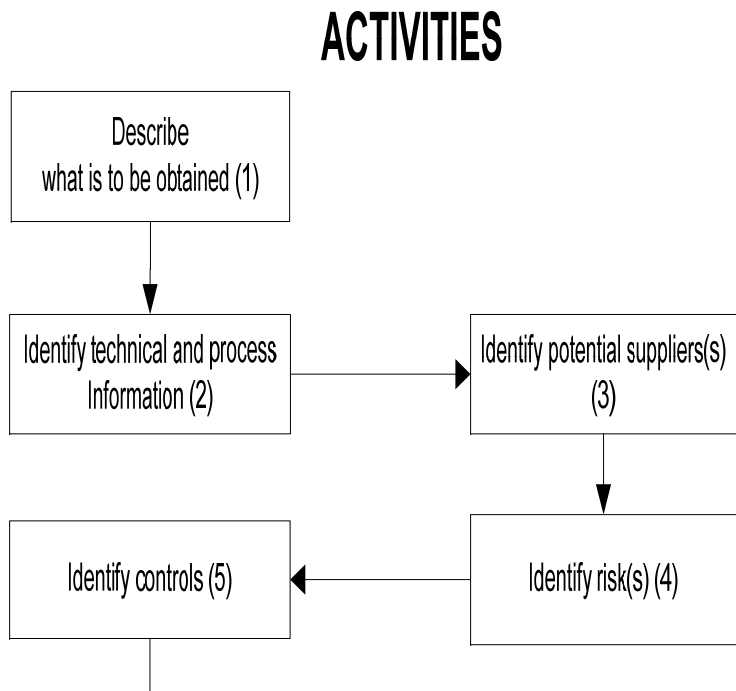 ACTIVITIES
Describe
what is to be obtained (1)
Identify technical and process
Information (2)
Identify potential suppliers(s)
(3)
Identify risk(s) (4)
Identify controls (5)